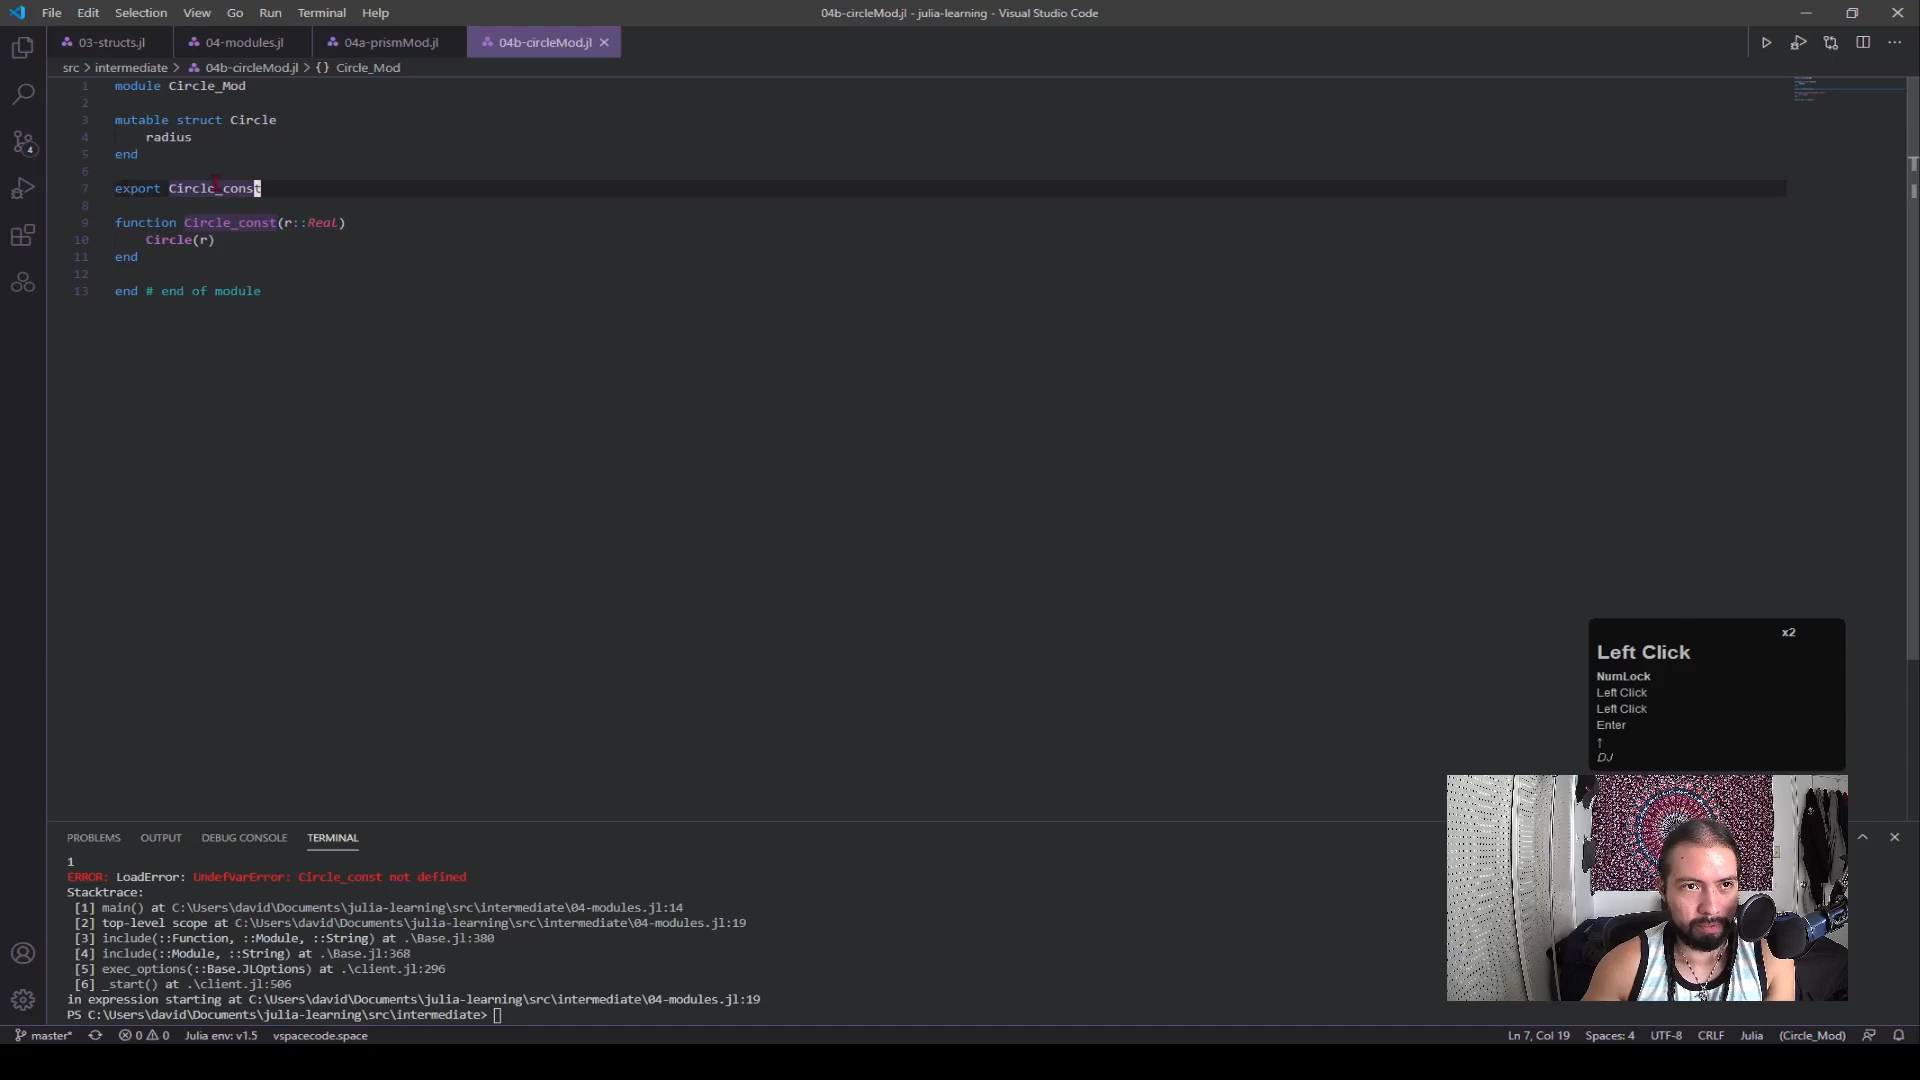 File Edit Selection View Go Run Terminal Help
04b-circleMod.jl - julia-learning - Visual Studio Code
03-structs.jl 04-modules.jl 04a-prismMod.jl 04b-circleMod.jl
src > intermediate > 04b-circleMod.jl > {} Circle_Mod
1 module Circle_Mod
2
3 mutable struct Circle
4 radius
5 end
6
7 export Circle_const
8
9 function Circle_const(r::Real)
10 Circle(r)
11 end
12
13 end # end of module
4
x2
Left Click
NumLock
Left Click
Left Click
Enter
↑
DJ
PROBLEMS OUTPUT DEBUG CONSOLE TERMINAL
1
ERROR: LoadError: UndefVarError: Circle_const not defined
Stacktrace:
[1] main() at C:\Users\david\Documents\julia-learning\src\intermediate\04-modules.jl:14
[2] top-level scope at C:\Users\david\Documents\julia-learning\src\intermediate\04-modules.jl:19
[3] include(::Function, ::Module, ::String) at .\Base.jl:380
[4] include(::Module, ::String) at .\Base.jl:368
[5] exec_options(::Base.JLOptions) at .\client.jl:296
[6] _start() at .\client.jl:506
in expression starting at C:\Users\david\Documents\julia-learning\src\intermediate\04-modules.jl:19
PS C:\Users\david\Documents\julia-learning\src\intermediate>
master* 0 0 Julia env: v1.5 vspacecode.space
Ln 7, Col 19 Spaces: 4 UTF-8 CRLF Julia (Circle_Mod)